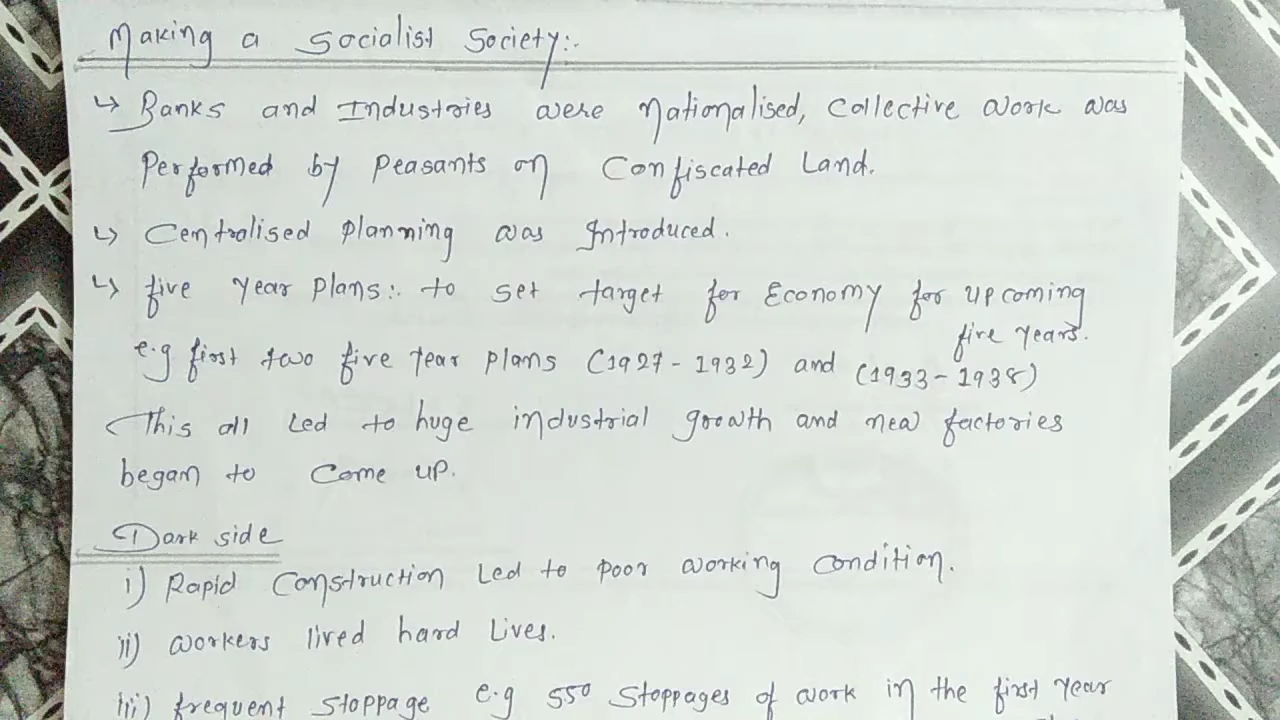 Making a Socialist Society:-
↳ Banks and Industries were Nationalised, Collective work was
Performed by Peasants on Confiscated Land.
↳ Centralised Planning was Introduced.
↳ five year Plans:- to set target for Economy for upcoming
five years.
e.g first two five year plans (1927-1932) and (1933-1938)
This all Led to huge industrial growth and new factories
began to Come up.
Dark side
i) Rapid Construction Led to poor working Condition.
ii) workers lived hard Lives.
iii) frequent Stoppage e.g 550 Stoppages of work in the first year